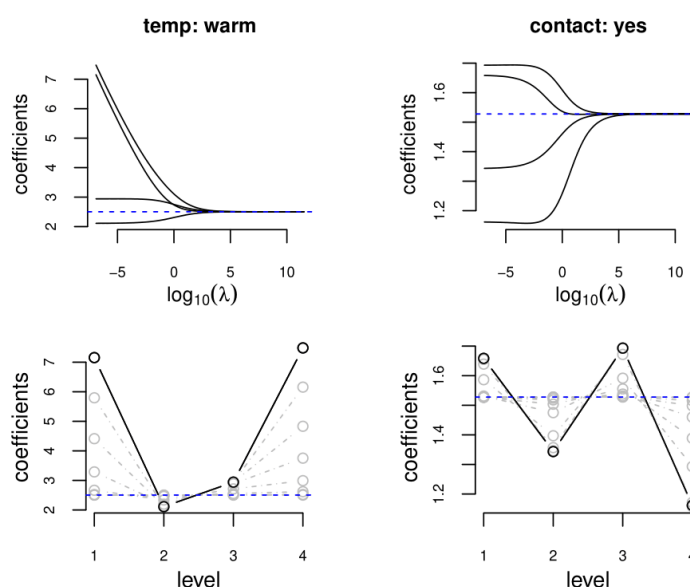 temp: warm
contact: yes
coefficients
2 3 4 5 6 7
−5 0 5 10
log10(λ)
coefficients
1.2 1.4 1.6
−5 0 5 10
log10(λ)
coefficients
2 3 4 5 6 7
1 2 3 4
level
coefficients
1.2 1.4 1.6
1 2 3
level